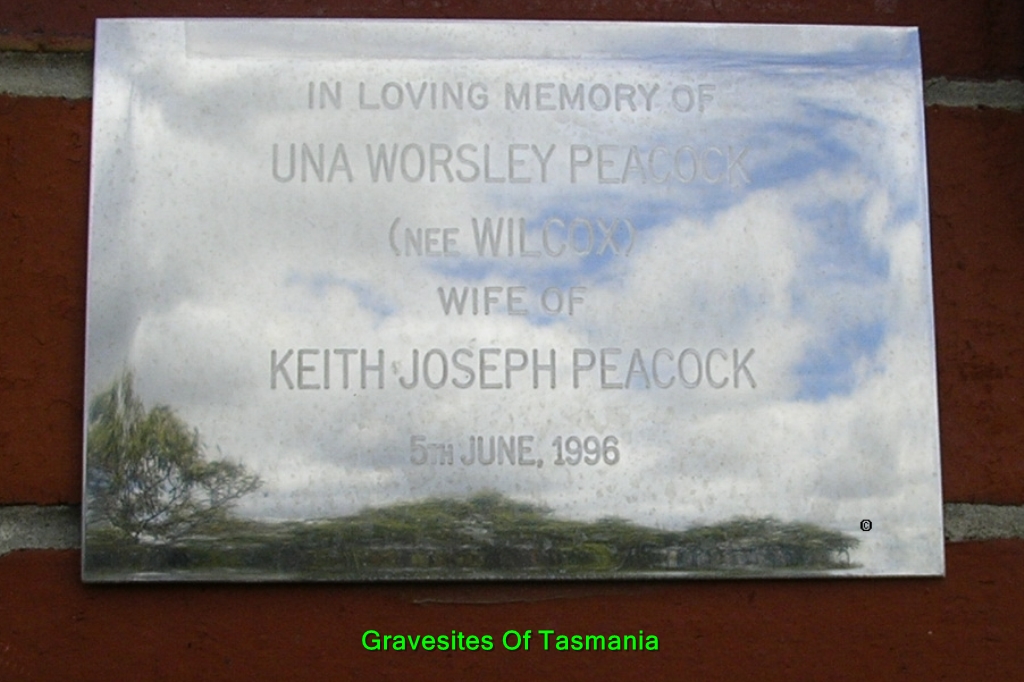 IN LOVING MEMORY OF
UNA WORSLEY PEACOCK
(NEE WILCOX)
WIFE OF
KEITH JOSEPH PEACOCK
5TH JUNE, 1996
©
Gravesites Of Tasmania